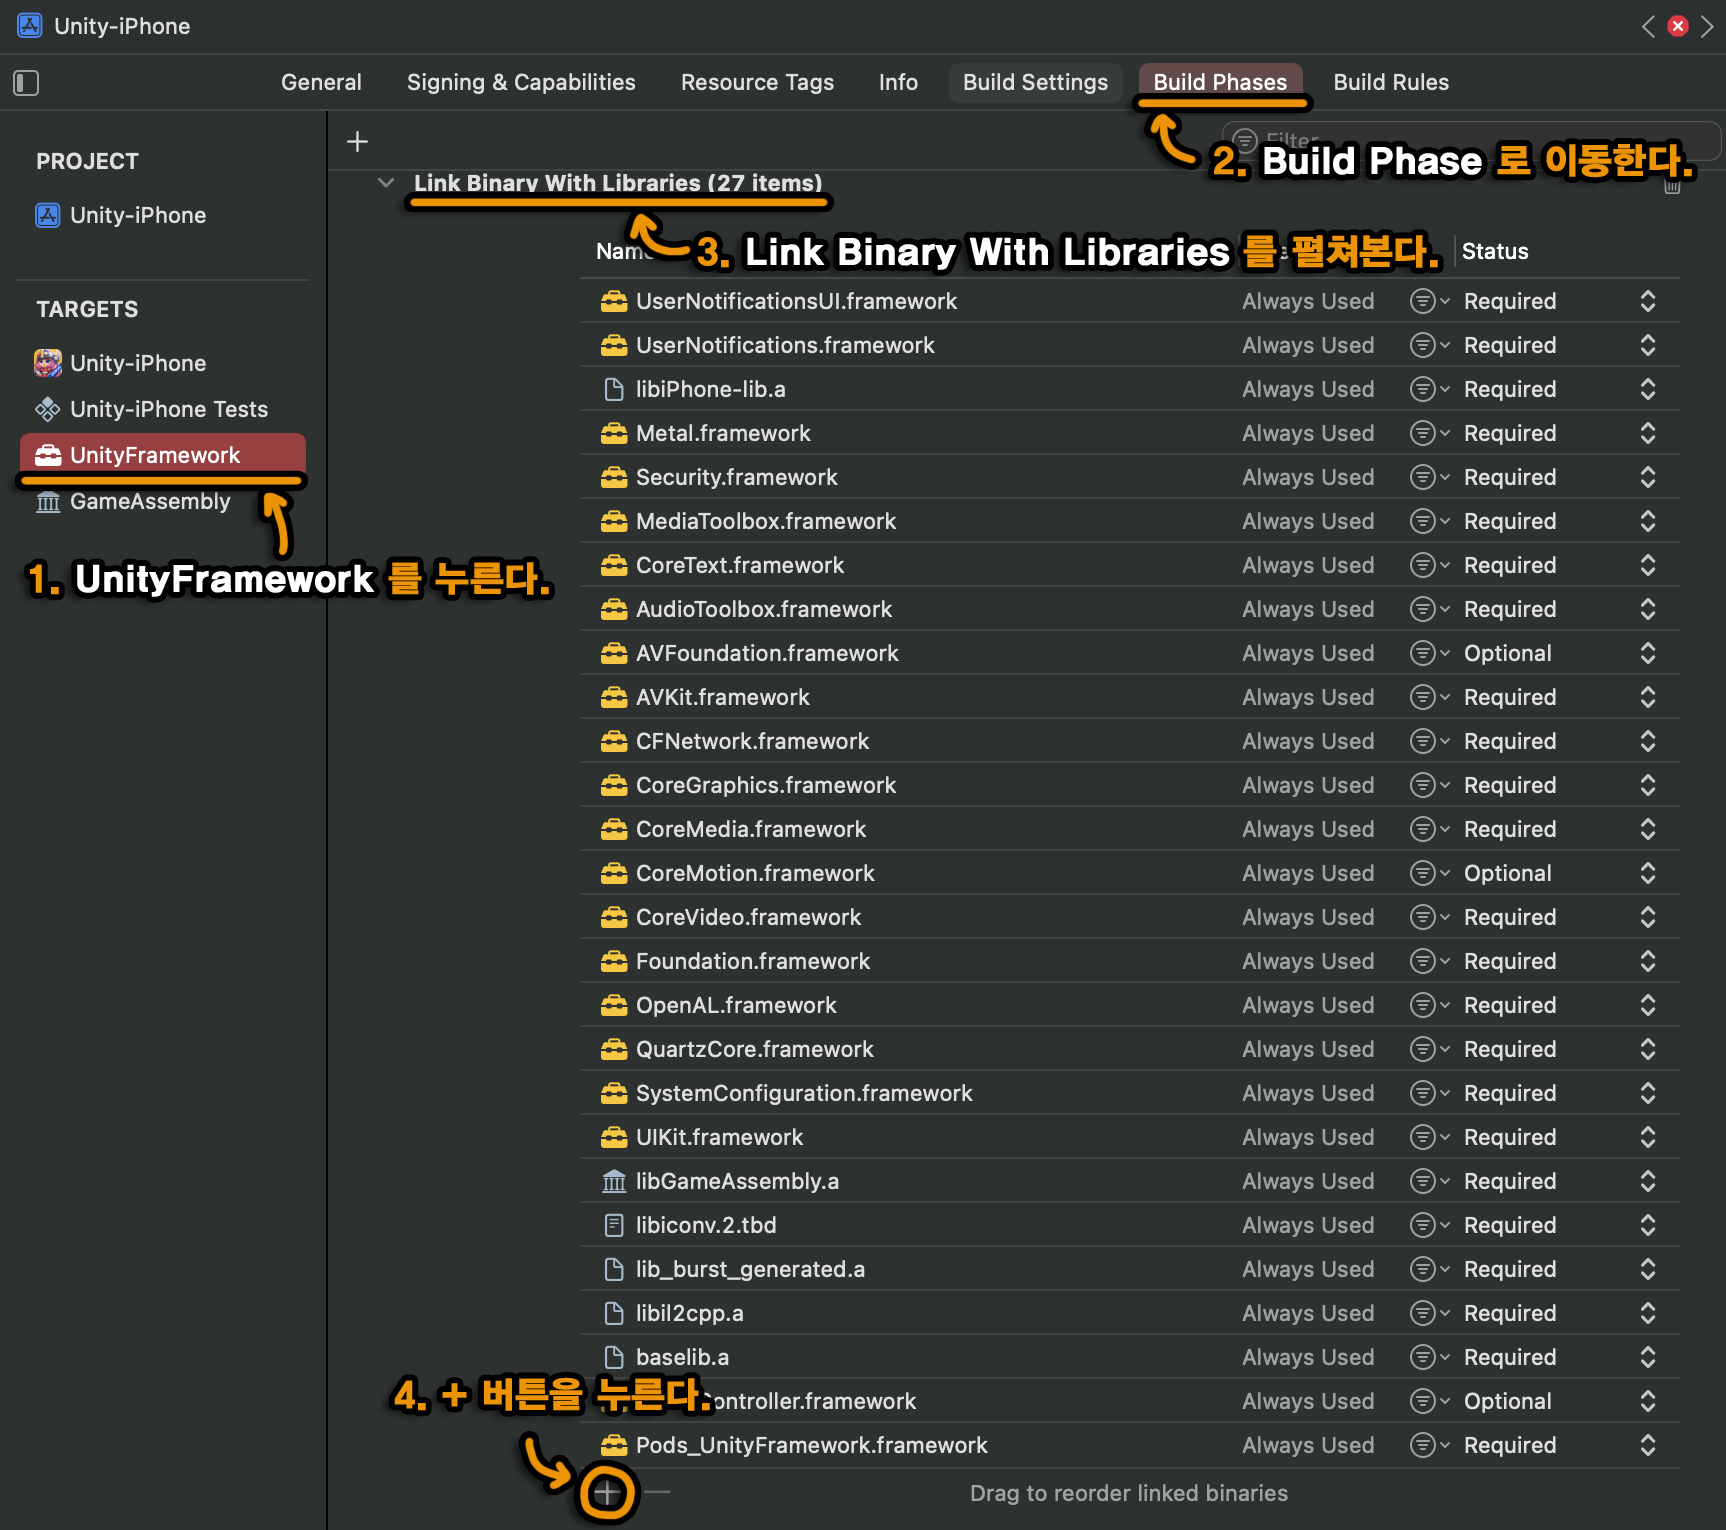 Unity-iPhone
General Signing & Capabilities Resource Tags Info Build Settings Build Phases Build Rules
PROJECT
Unity-iPhone
TARGETS
Unity-iPhone
Unity-iPhone Tests
UnityFramework
GameAssembly
1. UnityFramework 를 누른다.
Filter
2. Build Phase 로 이동한다.
Link Binary With Libraries (27 items)
3. Link Binary With Libraries 를 펼쳐본다.
Name Status
UserNotificationsUI.framework Always Used Required
UserNotifications.framework Always Used Required
libiPhone-lib.a Always Used Required
Metal.framework Always Used Required
Security.framework Always Used Required
MediaToolbox.framework Always Used Required
CoreText.framework Always Used Required
AudioToolbox.framework Always Used Required
AVFoundation.framework Always Used Optional
AVKit.framework Always Used Required
CFNetwork.framework Always Used Required
CoreGraphics.framework Always Used Required
CoreMedia.framework Always Used Required
CoreMotion.framework Always Used Optional
CoreVideo.framework Always Used Required
Foundation.framework Always Used Required
OpenAL.framework Always Used Required
QuartzCore.framework Always Used Required
SystemConfiguration.framework Always Used Required
UIKit.framework Always Used Required
libGameAssembly.a Always Used Required
libiconv.2.tbd Always Used Required
lib_burst_generated.a Always Used Required
libil2cpp.a Always Used Required
baselib.a Always Used Required
4. + 버튼을 누른다.
ontroller.framework Always Used Optional
Pods_UnityFramework.framework Always Used Required
Drag to reorder linked binaries